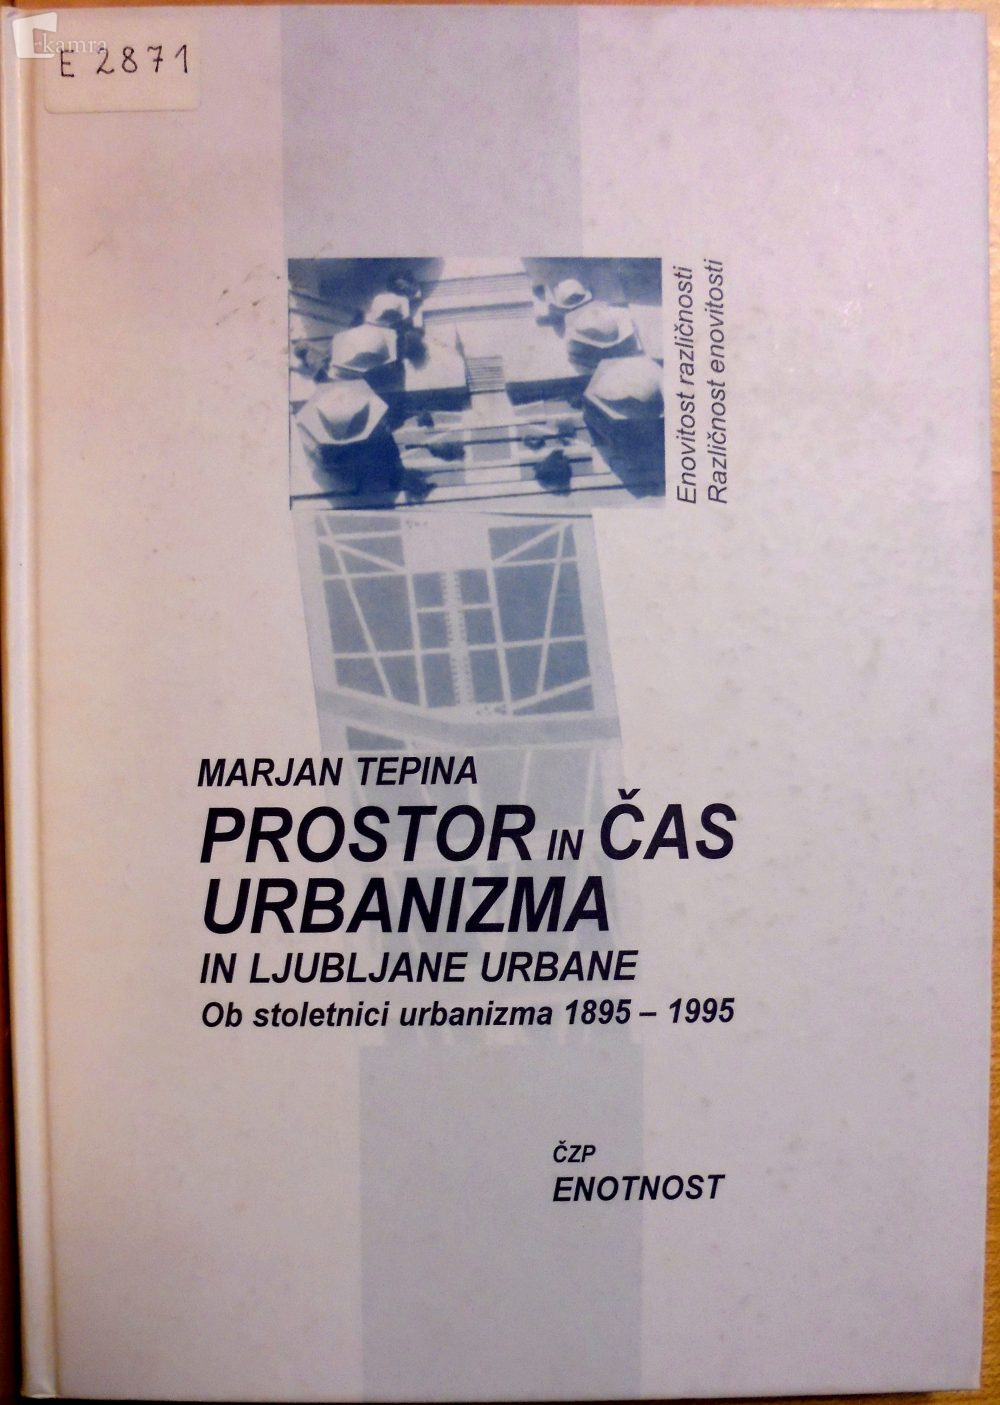 kamra
E 2871
Enovitost različnosti
Različnost enovitosti
MARJAN TEPINA
PROSTOR IN ČAS
URBANIZMA
IN LJUBLJANE URBANE
Ob stoletnici urbanizma 1895 – 1995
ČZP
ENOTNOST